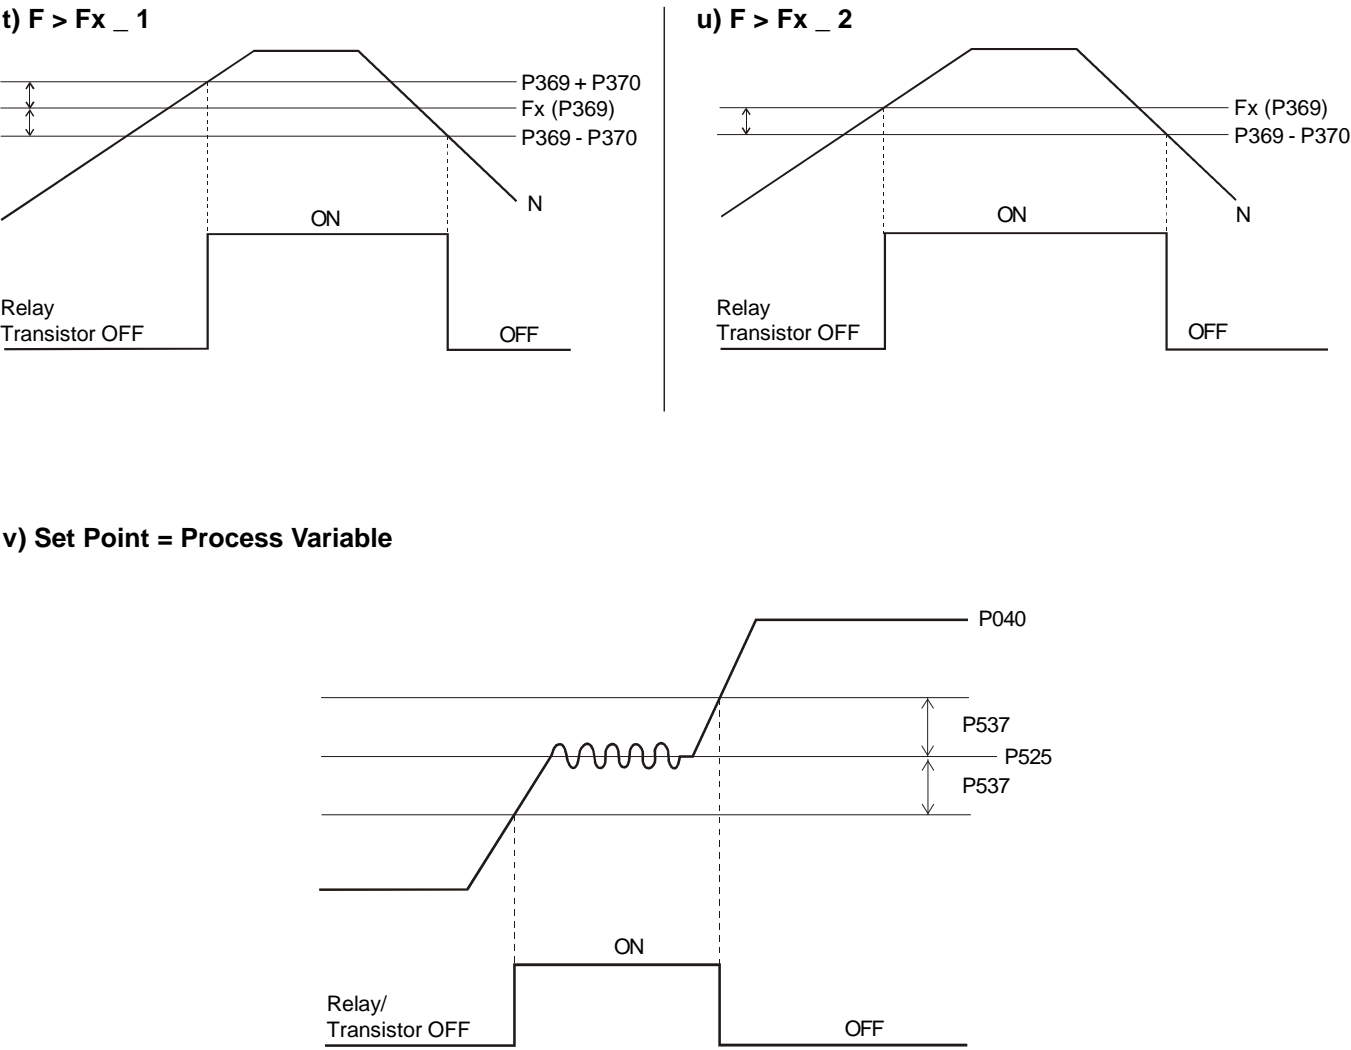 t) F > Fx _ 1
P369 + P370
Fx (P369)
P369 - P370
N
ON
Relay
Transistor OFF
OFF
u) F > Fx _ 2
Fx (P369)
P369 - P370
N
ON
Relay
Transistor OFF
OFF
v) Set Point = Process Variable
P040
P537
P525
P537
ON
Relay/
Transistor OFF
OFF